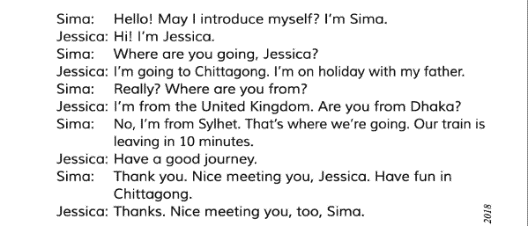 Sima: Hello! May I introduce myself? I'm Sima.
Jessica: Hi! I'm Jessica.
Sima: Where are you going, Jessica?
Jessica: I'm going to Chittagong. I'm on holiday with my father.
Sima: Really? Where are you from?
Jessica: I'm from the United Kingdom. Are you from Dhaka?
Sima: No, I'm from Sylhet. That's where we're going. Our train is
leaving in 10 minutes.
Jessica: Have a good journey.
Sima: Thank you. Nice meeting you, Jessica. Have fun in
Chittagong.
Jessica: Thanks. Nice meeting you, too, Sima.
2018